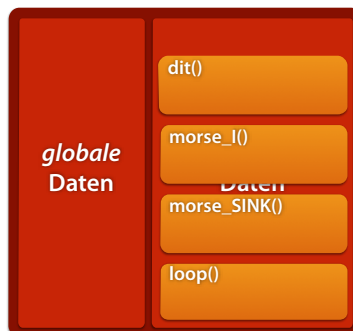 globale
Daten
dit()
morse_I()
Daten
morse_SINK()
loop()